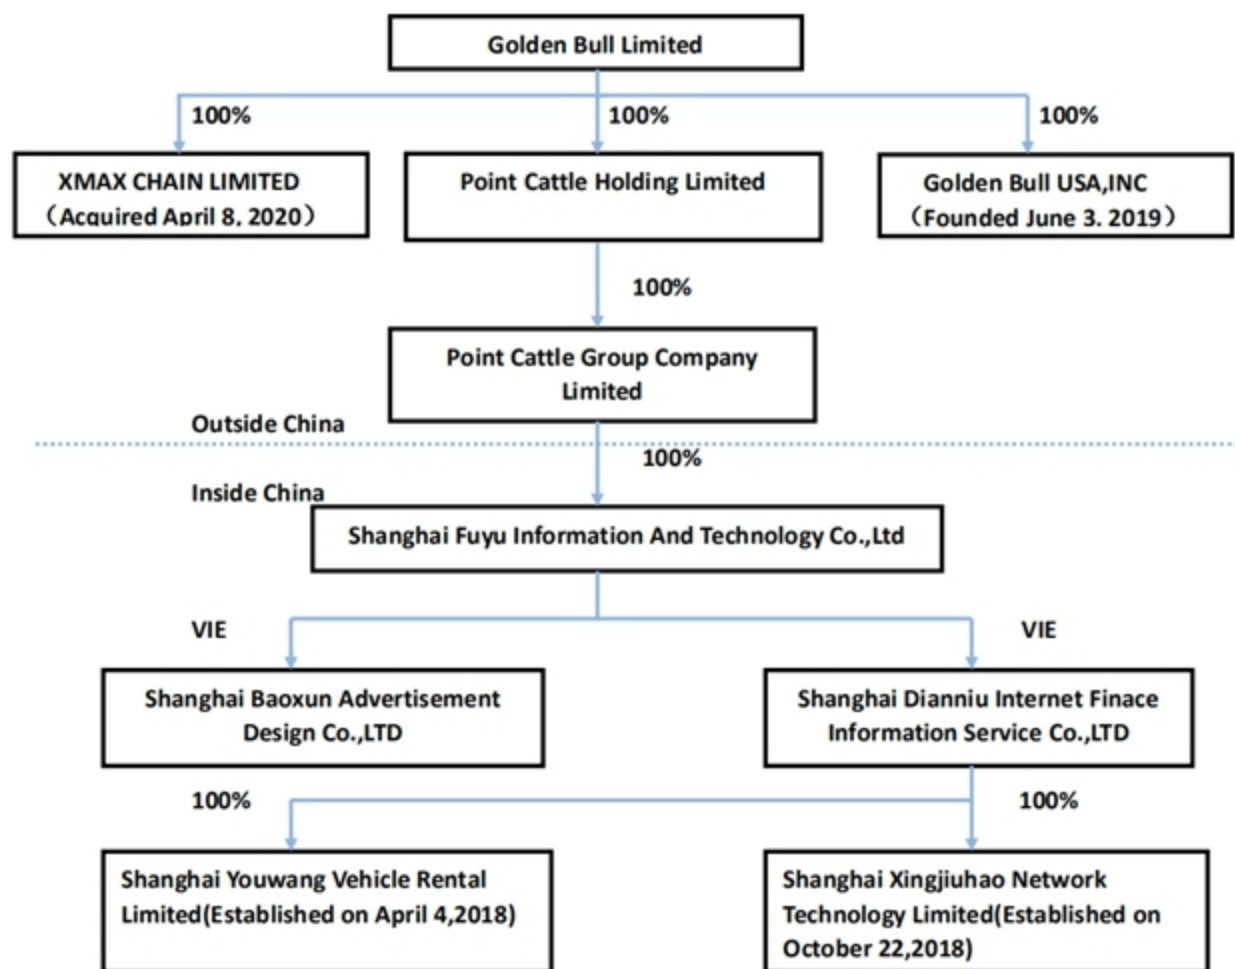 Golden Bull Limited
100%
100%
100%
XMAX CHAIN LIMITED
（Acquired April 8, 2020）
Point Cattle Holding Limited
Golden Bull USA,INC
（Founded June 3. 2019）
100%
Point Cattle Group Company
Limited
Outside China
100%
Inside China
Shanghai Fuyu Information And Technology Co.,Ltd
VIE
VIE
Shanghai Baoxun Advertisement
Design Co.,LTD
Shanghai Dianniu Internet Finace
Information Service Co.,LTD
100%
100%
Shanghai Youwang Vehicle Rental
Limited(Established on April 4,2018)
Shanghai Xingjiuhao Network
Technology Limited(Established on
October 22,2018)